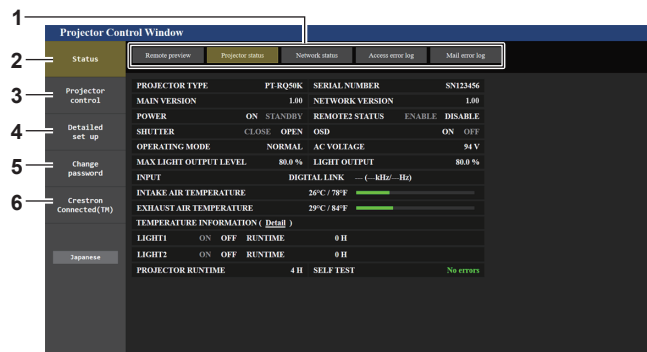 1
Projector Control Window
2
Status
Remote preview Projector status Network status Access error log Mail error log
3
Projector
control
4
Detailed
set up
5
Change
password
6
Crestron
Connected(TM)
Japanese
PROJECTOR TYPE PT-RQ50K SERIAL NUMBER SN123456
MAIN VERSION 1.00 NETWORK VERSION 1.00
POWER ON STANDBY REMOTE2 STATUS ENABLE DISABLE
SHUTTER CLOSE OPEN OSD ON OFF
OPERATING MODE NORMAL AC VOLTAGE 94 V
MAX LIGHT OUTPUT LEVEL 80.0 % LIGHT OUTPUT 80.0 %
INPUT DIGITAL LINK — (—kHz/—Hz)
INTAKE AIR TEMPERATURE 26°C / 78°F
EXHAUST AIR TEMPERATURE 29°C / 84°F
TEMPERATURE INFORMATION ( Detail )
LIGHT1 ON OFF RUNTIME 0 H
LIGHT2 ON OFF RUNTIME 0 H
PROJECTOR RUNTIME 4 H SELF TEST No errors